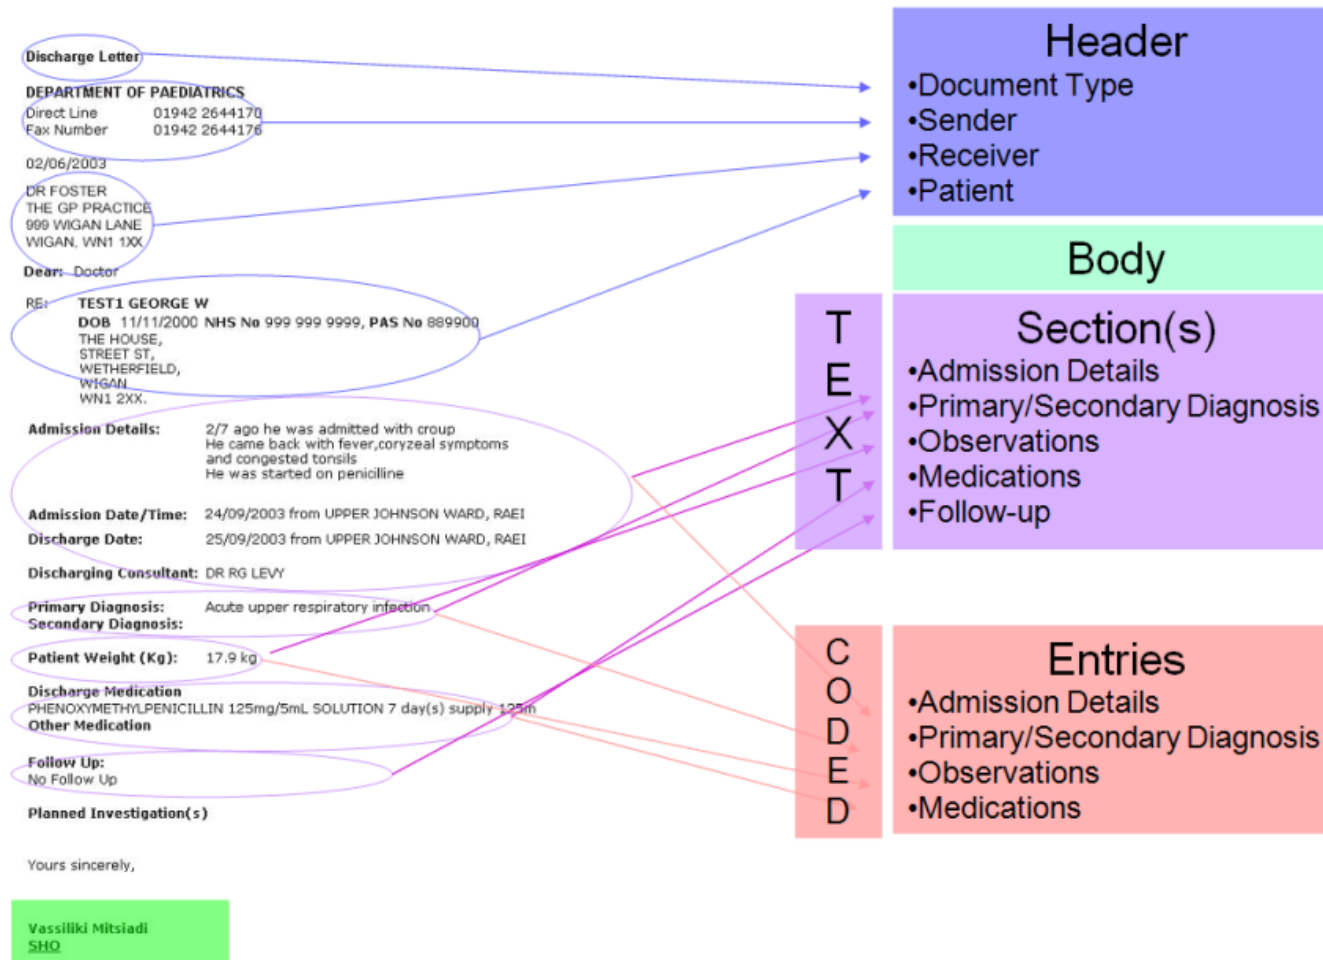 Discharge Letter
DEPARTMENT OF PAEDIATRICS
Direct Line 01942 2644170
Fax Number 01942 2644176
02/06/2003
DR FOSTER
THE GP PRACTICE
999 WIGAN LANE
WIGAN, WN1 1XX
Dear: Doctor
RE: TEST1 GEORGE W
DOB 11/11/2000 NHS No 999 999 9999, PAS No 889900
THE HOUSE,
STREET ST,
WETHERFIELD,
WIGAN
WN1 2XX.
Admission Details: 2/7 ago he was admitted with croup
He came back with fever,coryzeal symptoms
and congested tonsils
He was started on penicilline
Admission Date/Time: 24/09/2003 from UPPER JOHNSON WARD, RAEI
Discharge Date: 25/09/2003 from UPPER JOHNSON WARD, RAEI
Discharging Consultant: DR RG LEVY
Primary Diagnosis: Acute upper respiratory infection
Secondary Diagnosis:
Patient Weight (Kg): 17.9 kg
Discharge Medication
PHENOXYMETHYLPENICILLIN 125mg/5mL SOLUTION 7 day(s) supply 125m
Other Medication
Follow Up:
No Follow Up
Planned Investigation(s)
Yours sincerely,
Vassiliki Mitsiadi
SHO
Header
•Document Type
•Sender
•Receiver
•Patient
Body
TEXT
Section(s)
•Admission Details
•Primary/Secondary Diagnosis
•Observations
•Medications
•Follow-up
CODED
Entries
•Admission Details
•Primary/Secondary Diagnosis
•Observations
•Medications